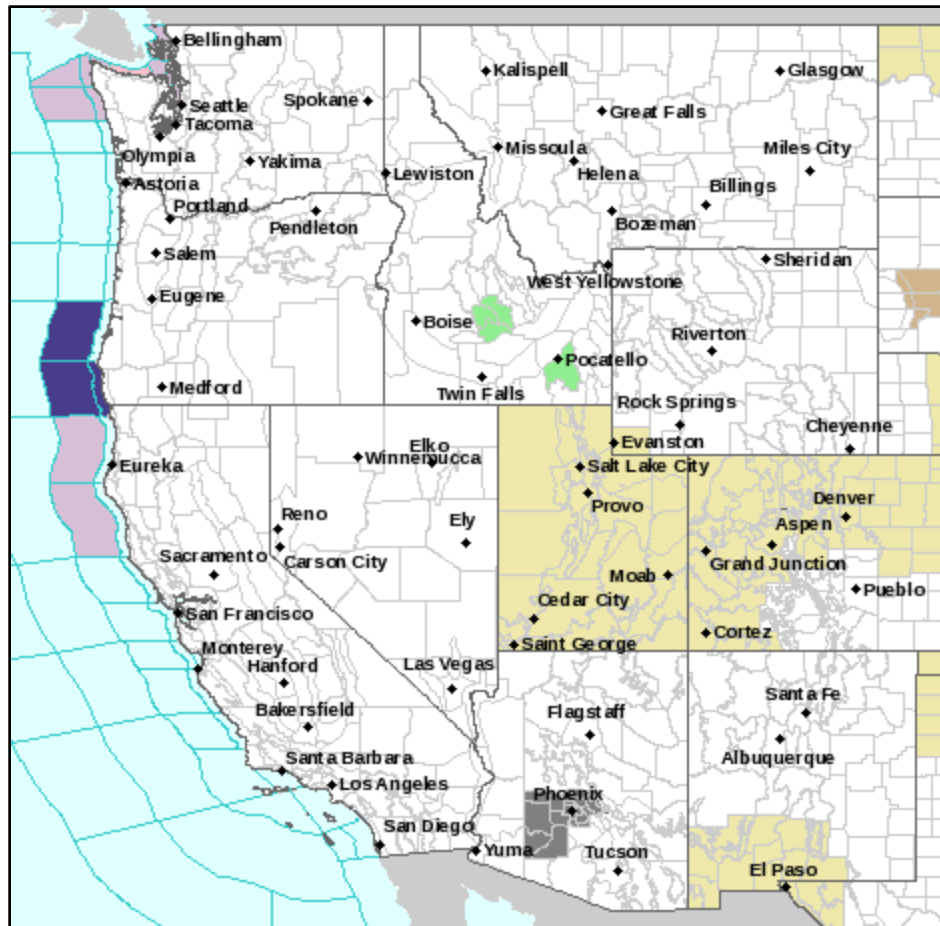 Bellingham
Kalispell
Glasgow
Spokane
Seattle
Great Falls
Tacoma
Olympia
Yakima
Missoula
Miles City
Lewiston
Helena
Astoria
Billings
Portland
Pendleton
Bozeman
Salem
Sheridan
West Yellowstone
Eugene
Boise
Riverton
Pocatello
Medford
Twin Falls
Rock Springs
Cheyenne
Elko
Evanston
Winnemucca
Eureka
Salt Lake City
Provo
Denver
Reno
Ely
Aspen
Sacramento
Carson City
Grand Junction
Moab
Pueblo
Cedar City
San Francisco
Cortez
Saint George
Monterey
Hanford
Las Vegas
Santa Fe
Bakersfield
Flagstaff
Albuquerque
Santa Barbara
Los Angeles
Phoenix
San Diego
Yuma
Tucson
El Paso